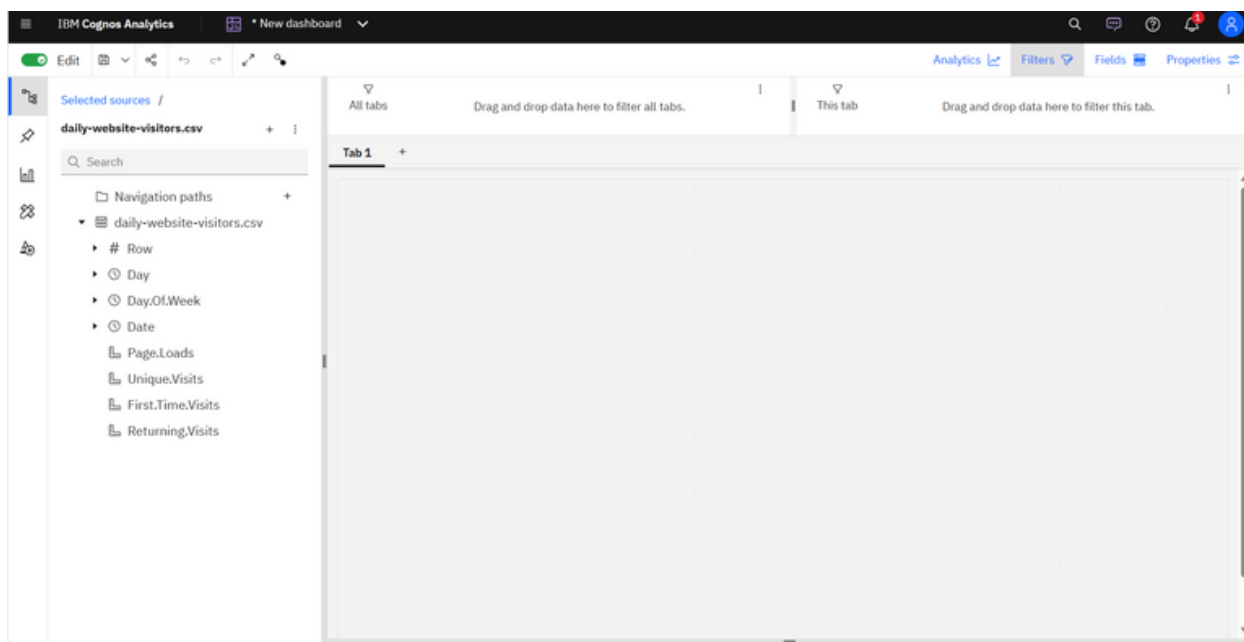 IBM Cognos Analytics
* New dashboard
1
Edit
Analytics
Filters
Fields
Properties
Selected sources /
daily-website-visitors.csv
Search
Navigation paths
daily-website-visitors.csv
# Row
Day
Day.Of.Week
Date
Page.Loads
Unique.Visits
First.Time.Visits
Returning.Visits
All tabs
Drag and drop data here to filter all tabs.
This tab
Drag and drop data here to filter this tab.
Tab 1